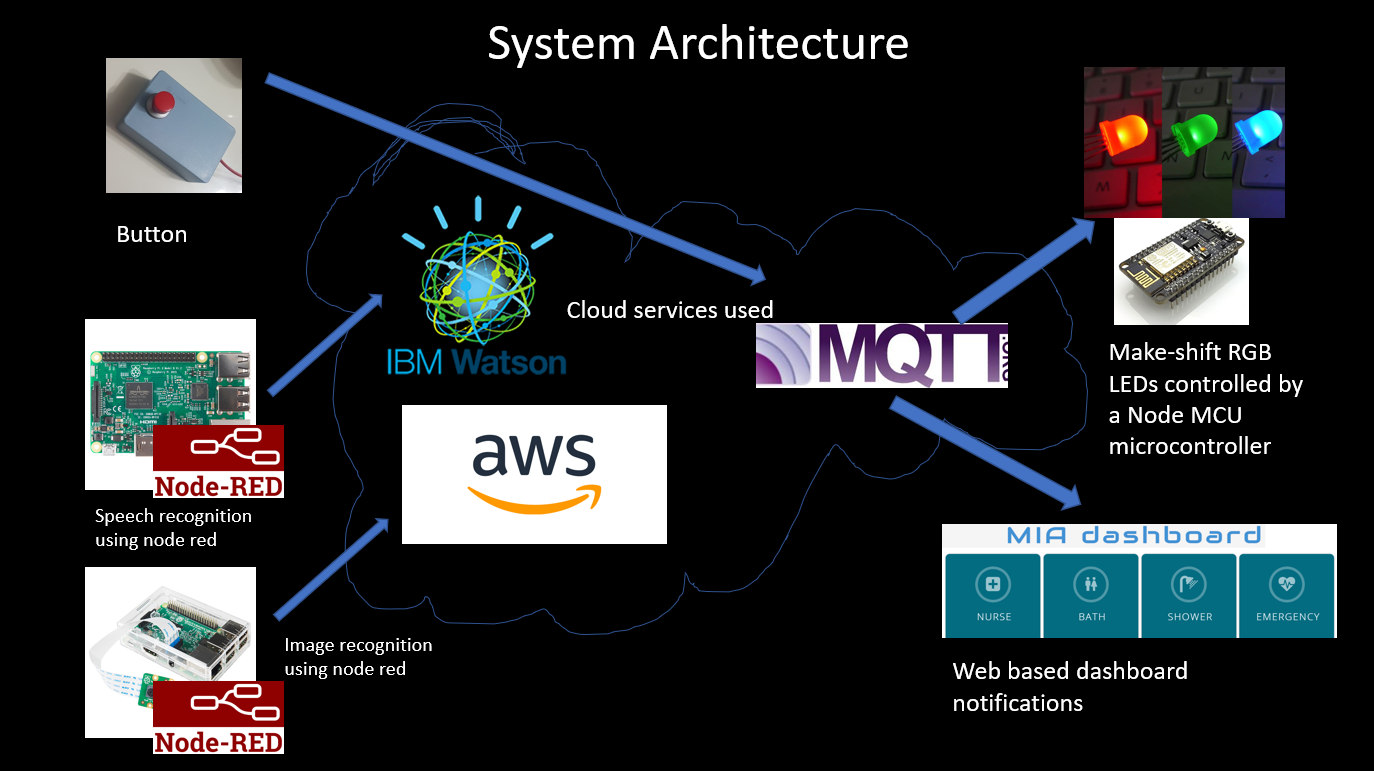 System Architecture
Button
IBM Watson
Cloud services used
MQTT
.ORG
Make-shift RGB
LEDs controlled by
a Node MCU
microcontroller
Node-RED
Speech recognition
using node red
aws
MIA dashboard
NURSE
BATH
SHOWER
EMERGENCY
Image recognition
using node red
Web based dashboard
notifications
Node-RED